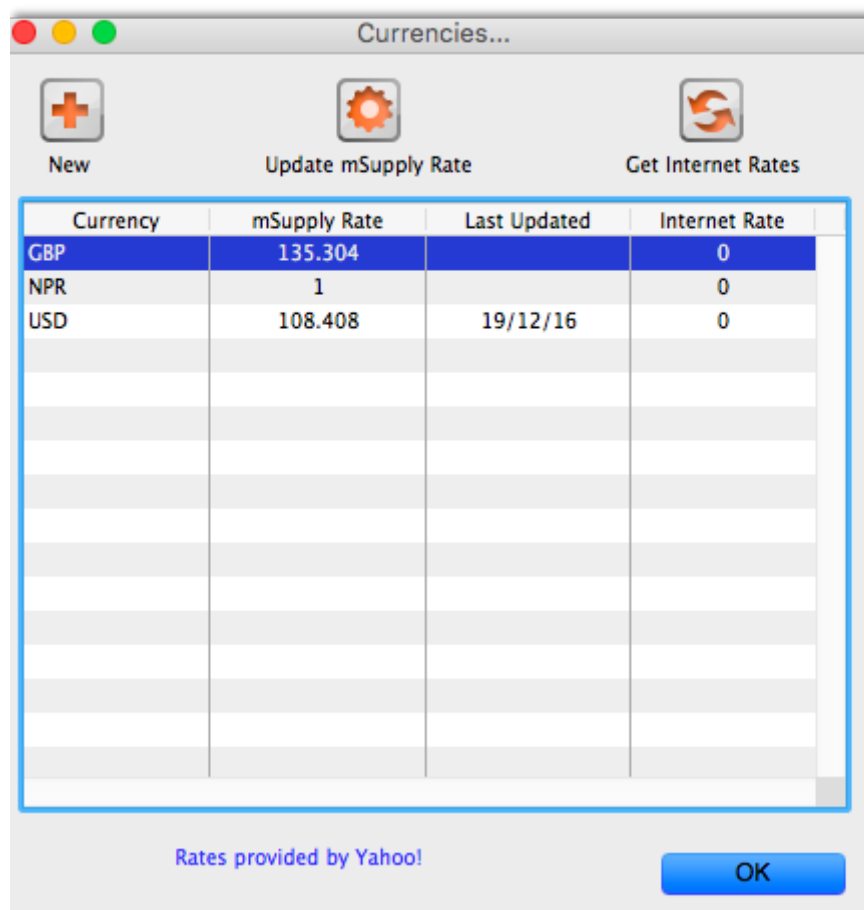 Currencies...
New Update mSupply Rate Get Internet Rates
Currency mSupply Rate Last Updated Internet Rate
GBP 135.304 0
NPR 1 0
USD 108.408 19/12/16 0
Rates provided by Yahoo!
OK